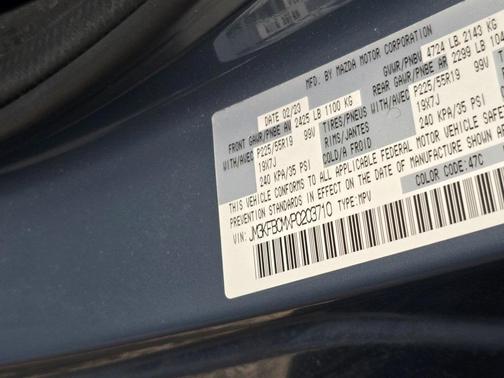 MFD. BY MAZDA MOTOR CORPORATION
DATE 02/23 GVWR/PNBV 4724 LB, 2143 KG
FRONT GAWR/PNBE AV 2425 LB 1100 KG REAR GAWR/PNBE AR 2299 LB 104
WITH/AVEC P225/55R19 99V TIRES/PNEUS WITH/AVEC P225/55R19 99V
19X7J RIMS/JANTES 19X7J
240 KPA/35 PSI COLD/A FROID 240 KPA/35 PSI
THIS VEHICLE CONFORMS TO ALL APPLICABLE FEDERAL MOTOR VEHICLE SAFE
PREVENTION STANDARDS IN EFFECT ON THE DATE OF MANUFACTURE SHOWN
VIN: TYPE: MPV COLOR: 47C